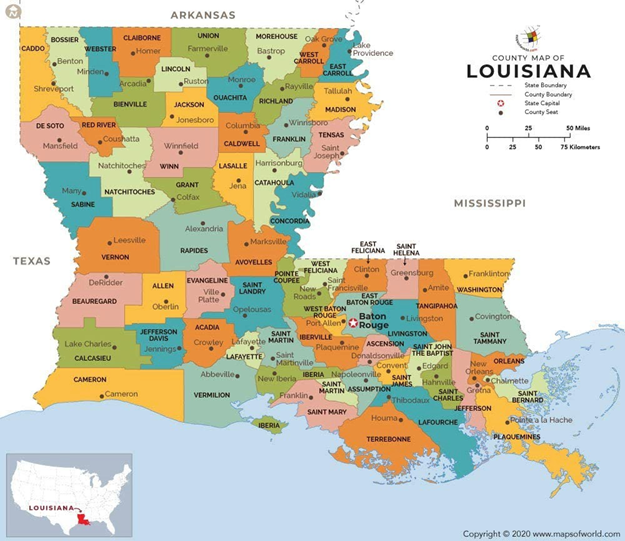 ARKANSAS
CADDO
BOSSIER
Benton
WEBSTER
Minden
Shreveport
CLAIBORNE
Homer
UNION
Farmerville
MOREHOUSE
Bastrop
Oak Grove
WEST
CARROLL
Lake
Providence
EAST
CARROLL
LINCOLN
Ruston
Arcadia
BIENVILLE
Monroe
OUACHITA
RICHLAND
Rayville
Tallulah
MADISON
JACKSON
Jonesboro
DE SOTO
Mansfield
RED RIVER
Coushatta
Winnfield
WINN
Columbia
CALDWELL
Winnsboro
FRANKLIN
TENSAS
Saint
Joseph
Natchitoches
NATCHITOCHES
GRANT
Colfax
LASALLE
Jena
Harrisonburg
CATAHOULA
Many
SABINE
Vidalia
CONCORDIA
Leesville
VERNON
Alexandria
RAPIDES
Marksville
AVOYELLES
TEXAS
MISSISSIPPI
DeRidder
BEAUREGARD
ALLEN
Oberlin
EVANGELINE
Ville
Platte
SAINT
LANDRY
Opelousas
POINTE
COUPEE
New
Roads
WEST
FELICIANA
Saint
Francisville
EAST
FELICIANA
Clinton
SAINT
HELENA
Greensburg
Amite
TANGIPAHOA
Franklinton
WASHINGTON
EAST
BATON ROUGE
WEST BATON
ROUGE
Port Allen
Baton
Rouge
Livingston
LIVINGSTON
Covington
SAINT
TAMMANY
Lake Charles
CALCASIEU
JEFFERSON
DAVIS
Jennings
ACADIA
Crowley
Lafayette
LAFAYETTE
SAINT
MARTIN
Saint
Martinville
IBERVILLE
Plaquemine
ASCENSION
Donaldsonville
SAINT JOHN
THE BAPTIST
Edgard
Convent
SAINT
JAMES
Hahnville
SAINT
CHARLES
New
Orleans
ORLEANS
Gretna
Chalmette
SAINT
BERNARD
JEFFERSON
Pointe a la Hache
PLAQUEMINES
CAMERON
Cameron
Abbeville
VERMILION
New Iberia
IBERIA
IBERIA
SAINT
MARTIN
Napoleonville
ASSUMPTION
Franklin
SAINT MARY
Thibodaux
LAFOURCHE
Houma
TERREBONNE
COUNTY MAP OF
LOUISIANA
State Boundary
County Boundary
State Capital
County Seat
0 25 50 Miles
0 25 50 75 Kilometers
LOUISIANA
Copyright © 2020 www.mapsofworld.com